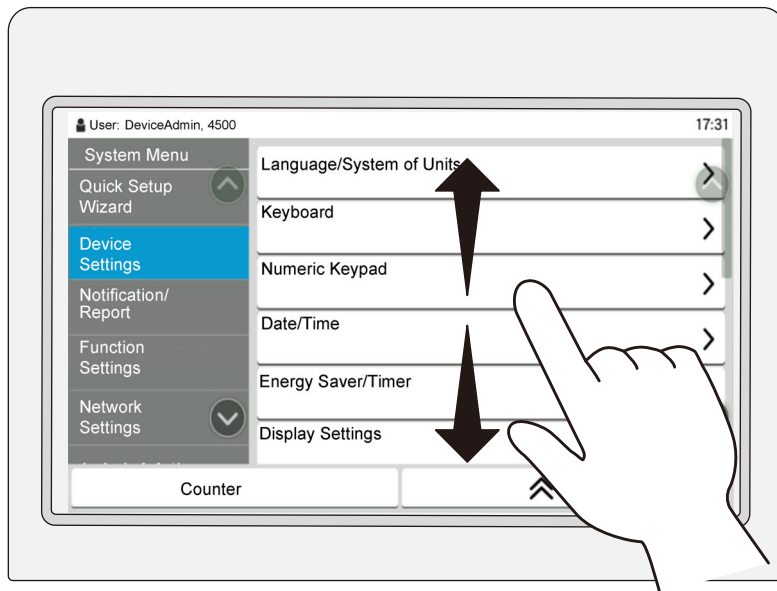 User: DeviceAdmin, 4500
17:31
System Menu
Quick Setup
Wizard
Device
Settings
Notification/
Report
Function
Settings
Network
Settings
Language/System of Units
Keyboard
Numeric Keypad
Date/Time
Energy Saver/Timer
Display Settings
Counter